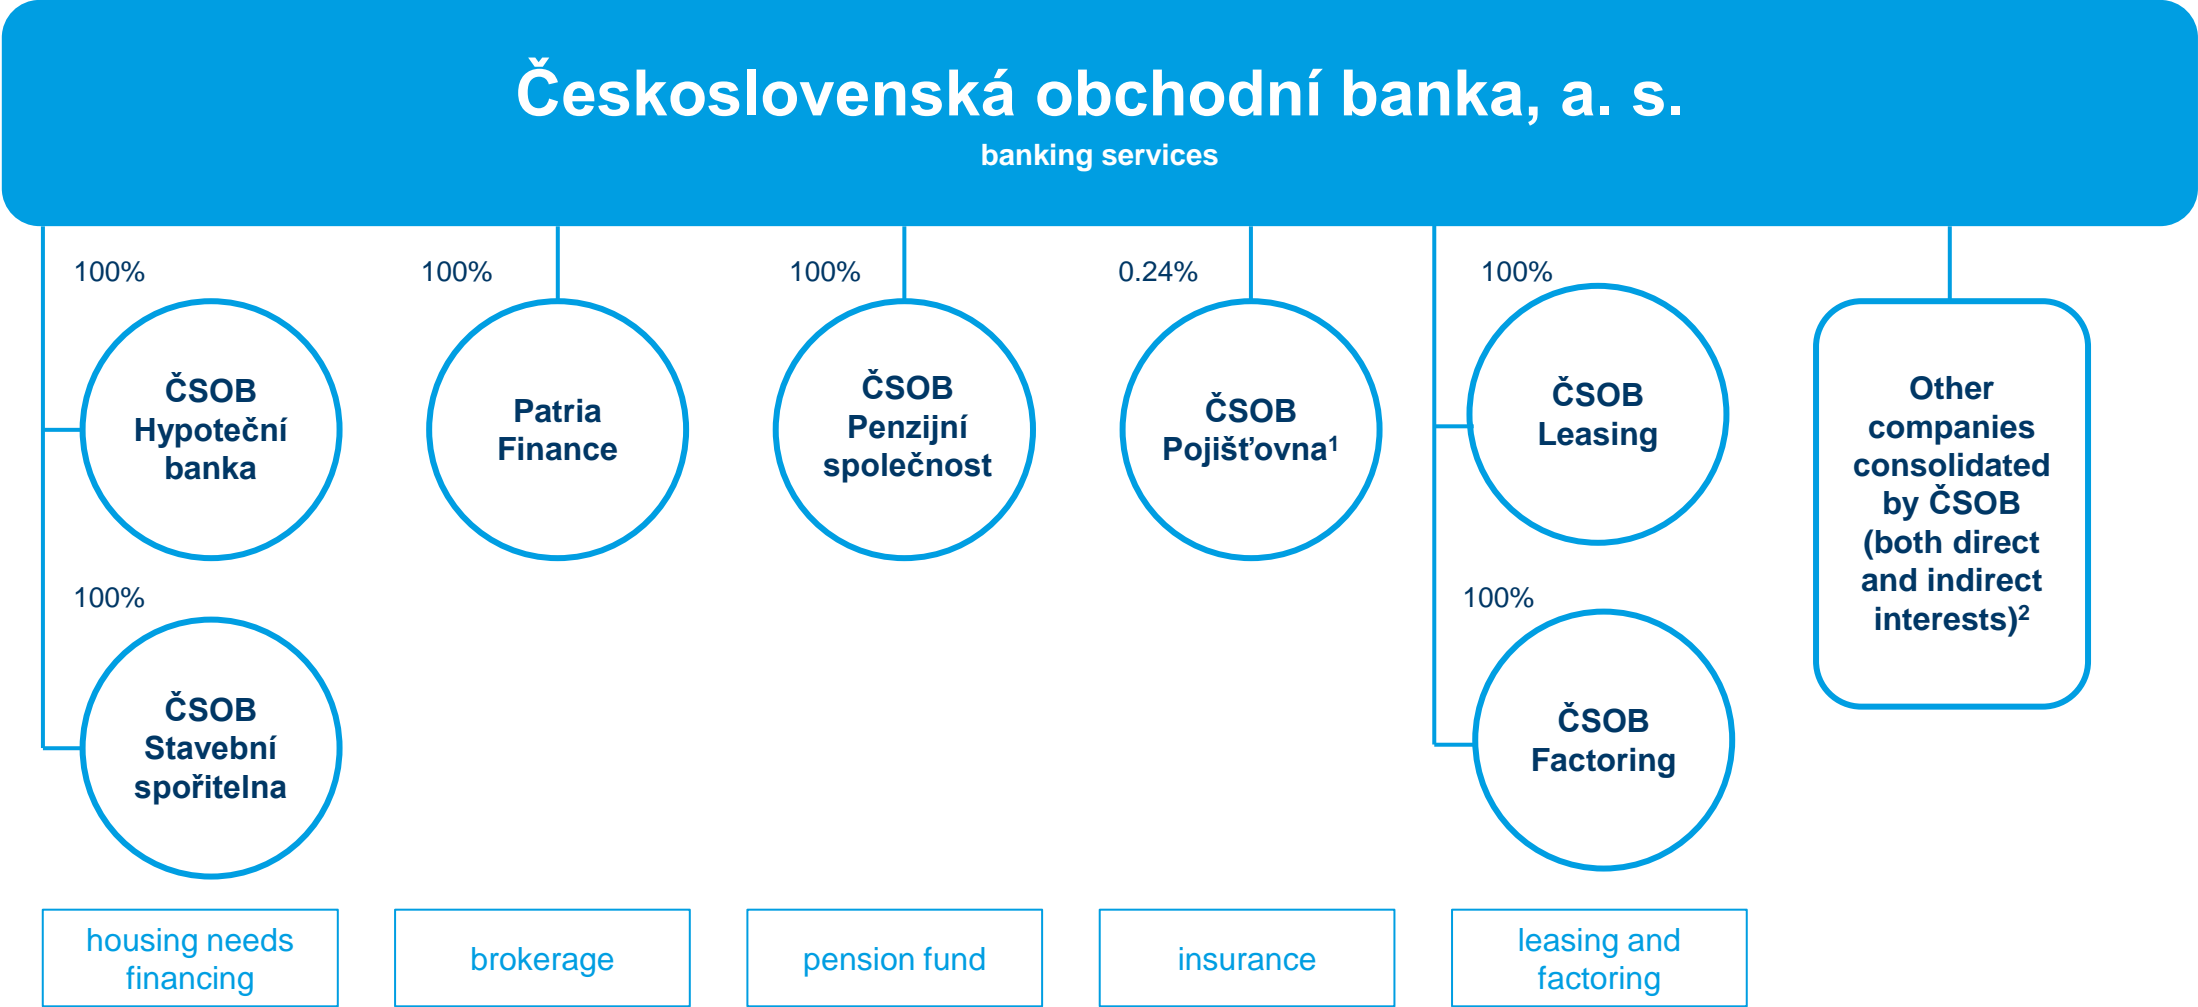 Československá obchodní banka, a. s.
banking services
100%
100%
100%
0.24%
100%
ČSOB
Hypoteční
banka
Patria
Finance
ČSOB
Penzijní
společnost
ČSOB
Pojišťovna¹
ČSOB
Leasing
Other
companies
consolidated
by ČSOB
(both direct
and indirect
interests)²
100%
ČSOB
Stavební
spořitelna
100%
ČSOB
Factoring
housing needs
financing
brokerage
pension fund
insurance
leasing and
factoring